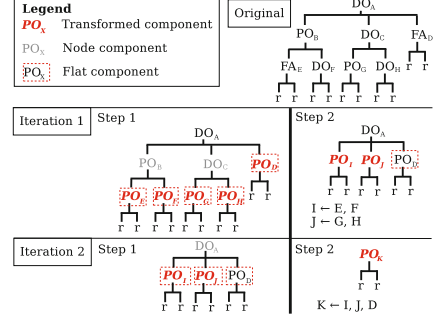 Legend
PO_X Transformed component
PO_X Node component
PO_X Flat component
Original
DO_A
PO_B DO_C FA_D
FA_E DO_F PO_G DO_H r r
r r r r r r r r
Iteration 1
Step 1
DO_A
PO_B DO_C PO_D
r r
PO_E PO_F PO_G PO_H
r r r r r r r r
Step 2
DO_A
PO_I PO_J PO_D
r r r r r r
I ← E, F
J ← G, H
Iteration 2
Step 1
DO_A
PO_I PO_J PO_D
r r r r r r
Step 2
PO_K
r r
K ← I, J, D